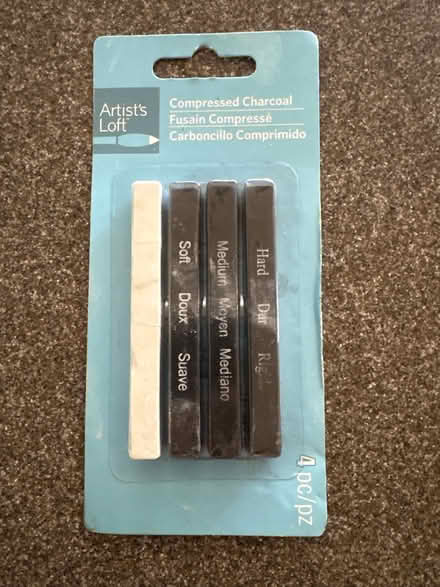 Artist's
Loft
Compressed Charcoal
Fusain Compressé
Carboncillo Comprimido
Soft Doux Suave
Medium Moyen Mediano
Hard Dur
4 pc/pz